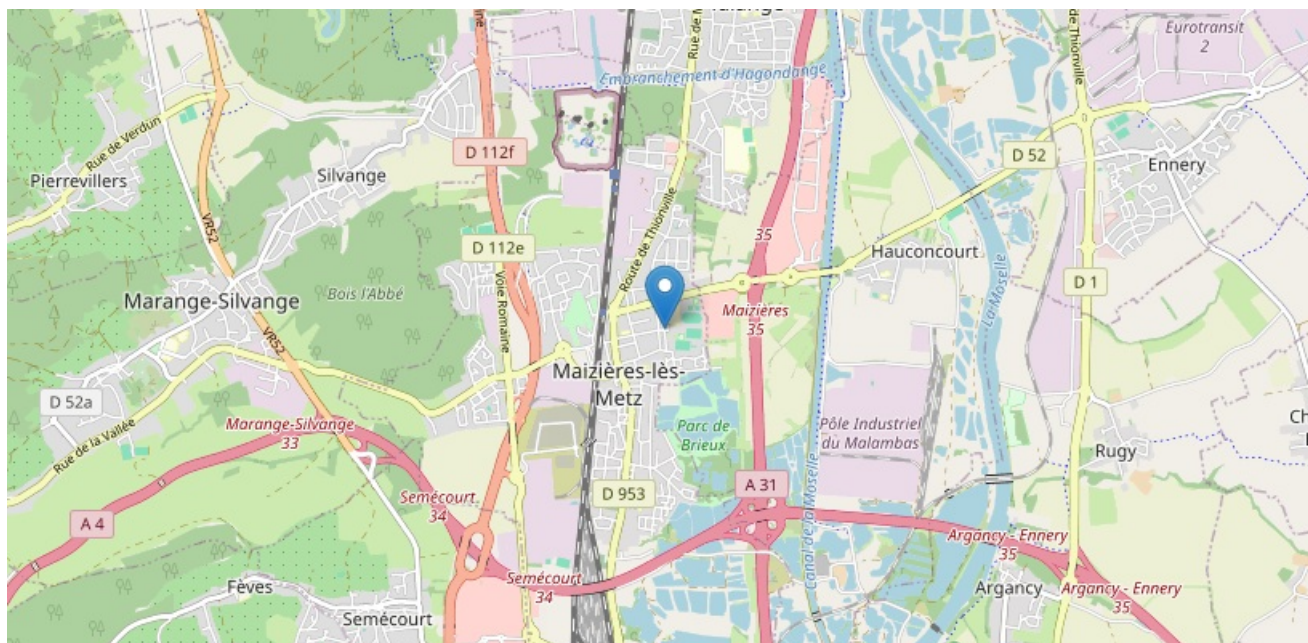 Eurotransit
2
Embranchement d'Hagondange
de Thionville
Rue de Verdun
D 112f
D 52
Pierrevillers
Silvange
Ennery
VR52
Route de Thionville
35
D 112e
Hauconcourt
La Moselle
D 1
Marange-Silvange
Bois l'Abbé
Voie Romaine
Maizières
35
VR52
Maizières-lès-
Metz
D 52a
Marange-Silvange
33
Parc de
Brieux
Pôle Industriel
du Malambas
Rue de la Vallée
Rugy
Semécourt
34
D 953
A 31
A 4
Canal de la Moselle
Argancy - Ennery
35
Fèves
Semécourt
34
Argancy
Argancy - Ennery
35
Semécourt